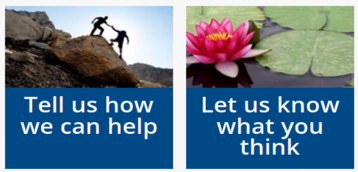 Tell us how
we can help
Let us know
what you
think